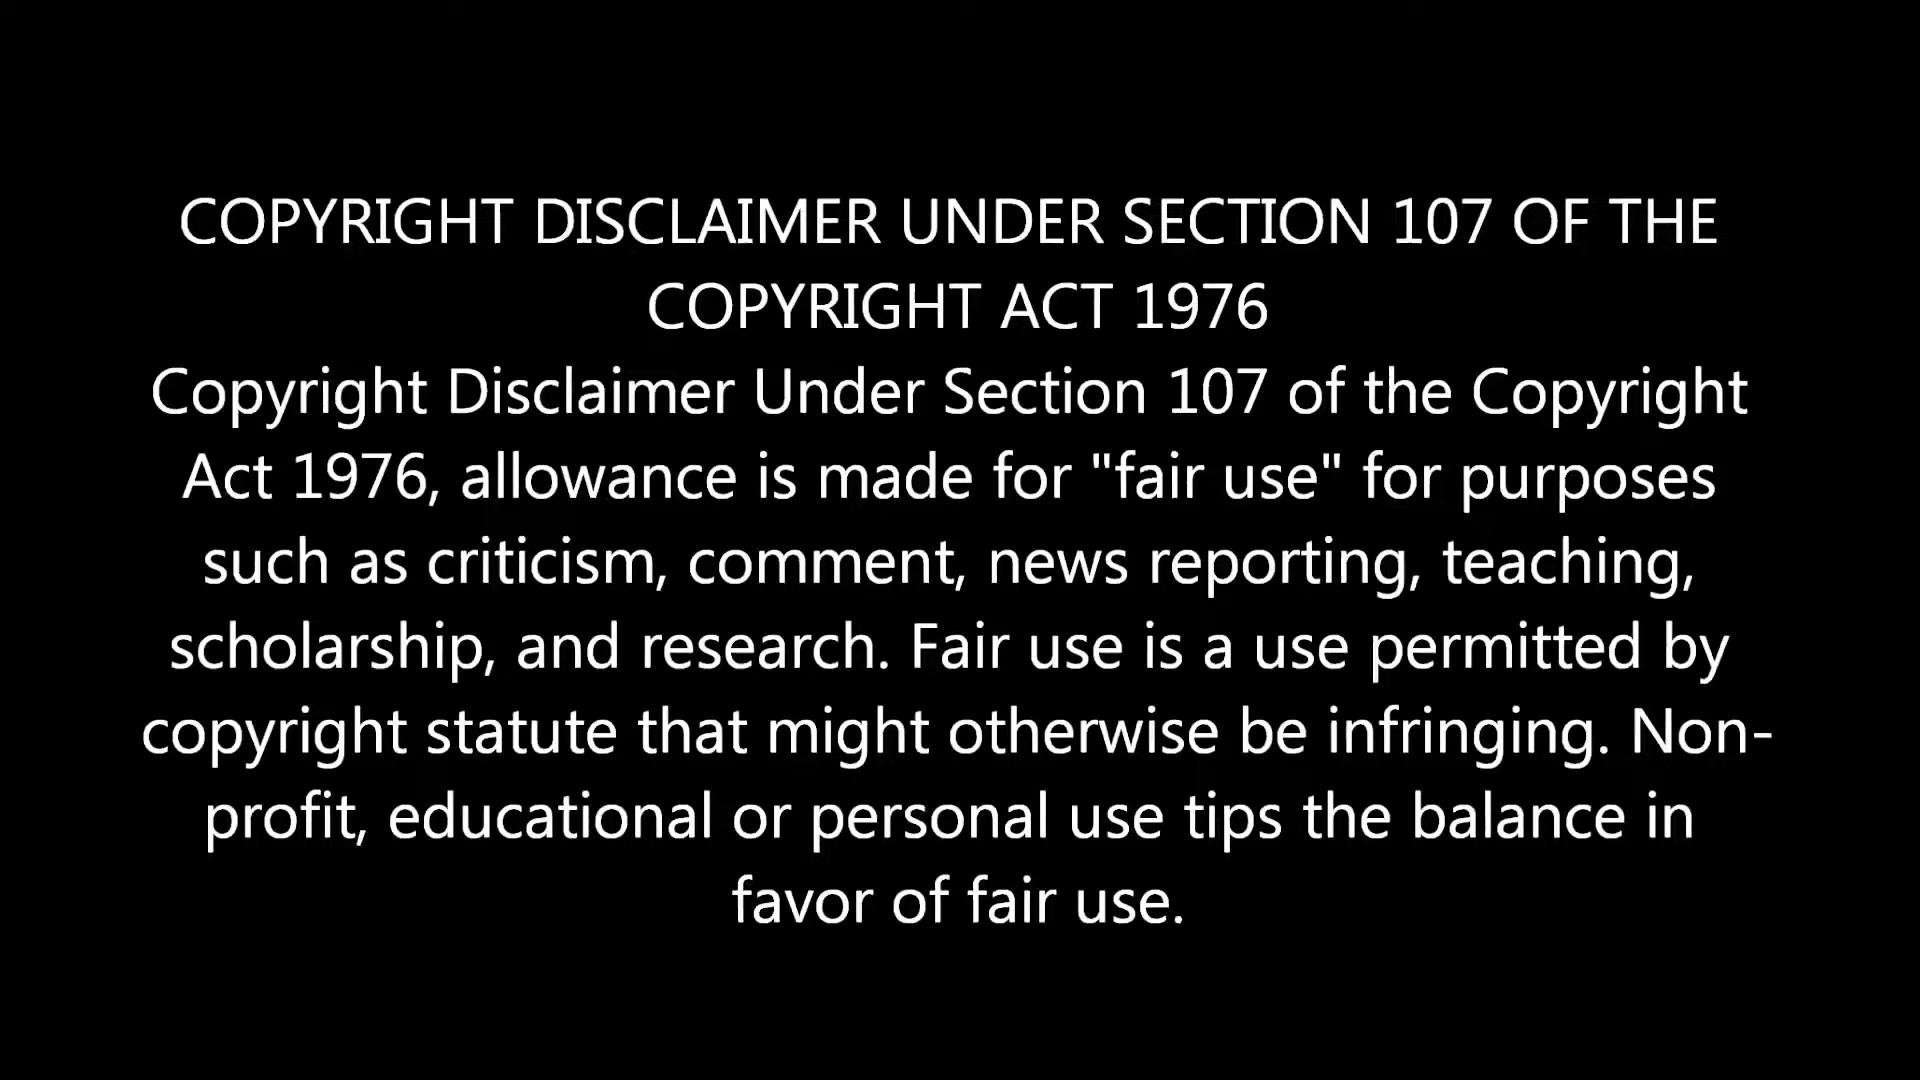 COPYRIGHT DISCLAIMER UNDER SECTION 107 OF THE
COPYRIGHT ACT 1976
Copyright Disclaimer Under Section 107 of the Copyright
Act 1976, allowance is made for "fair use" for purposes
such as criticism, comment, news reporting, teaching,
scholarship, and research. Fair use is a use permitted by
copyright statute that might otherwise be infringing. Non-
profit, educational or personal use tips the balance in
favor of fair use.